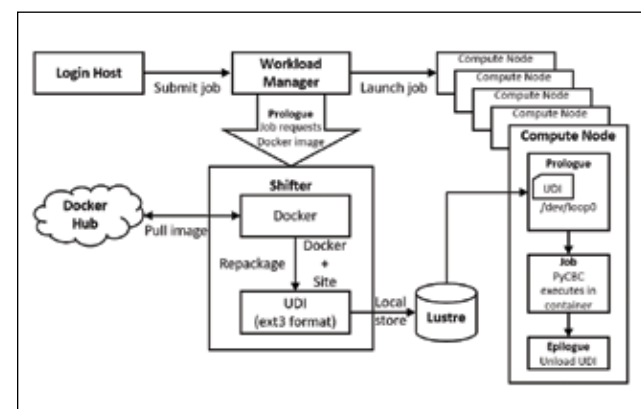 Login Host
Submit job
Workload
Manager
Launch job
Compute Node
Compute Node
Compute Node
Compute Node
Compute Node
Prologue
Job requests
Docker image
Shifter
Docker
Docker
Hub
Pull image
Repackage
Docker
+
Site
UDI
(ext3 format)
Local
store
Lustre
Prologue
UDI
/dev/loop0
Job
PyCBC
executes in
container
Epilogue
Unload UDI